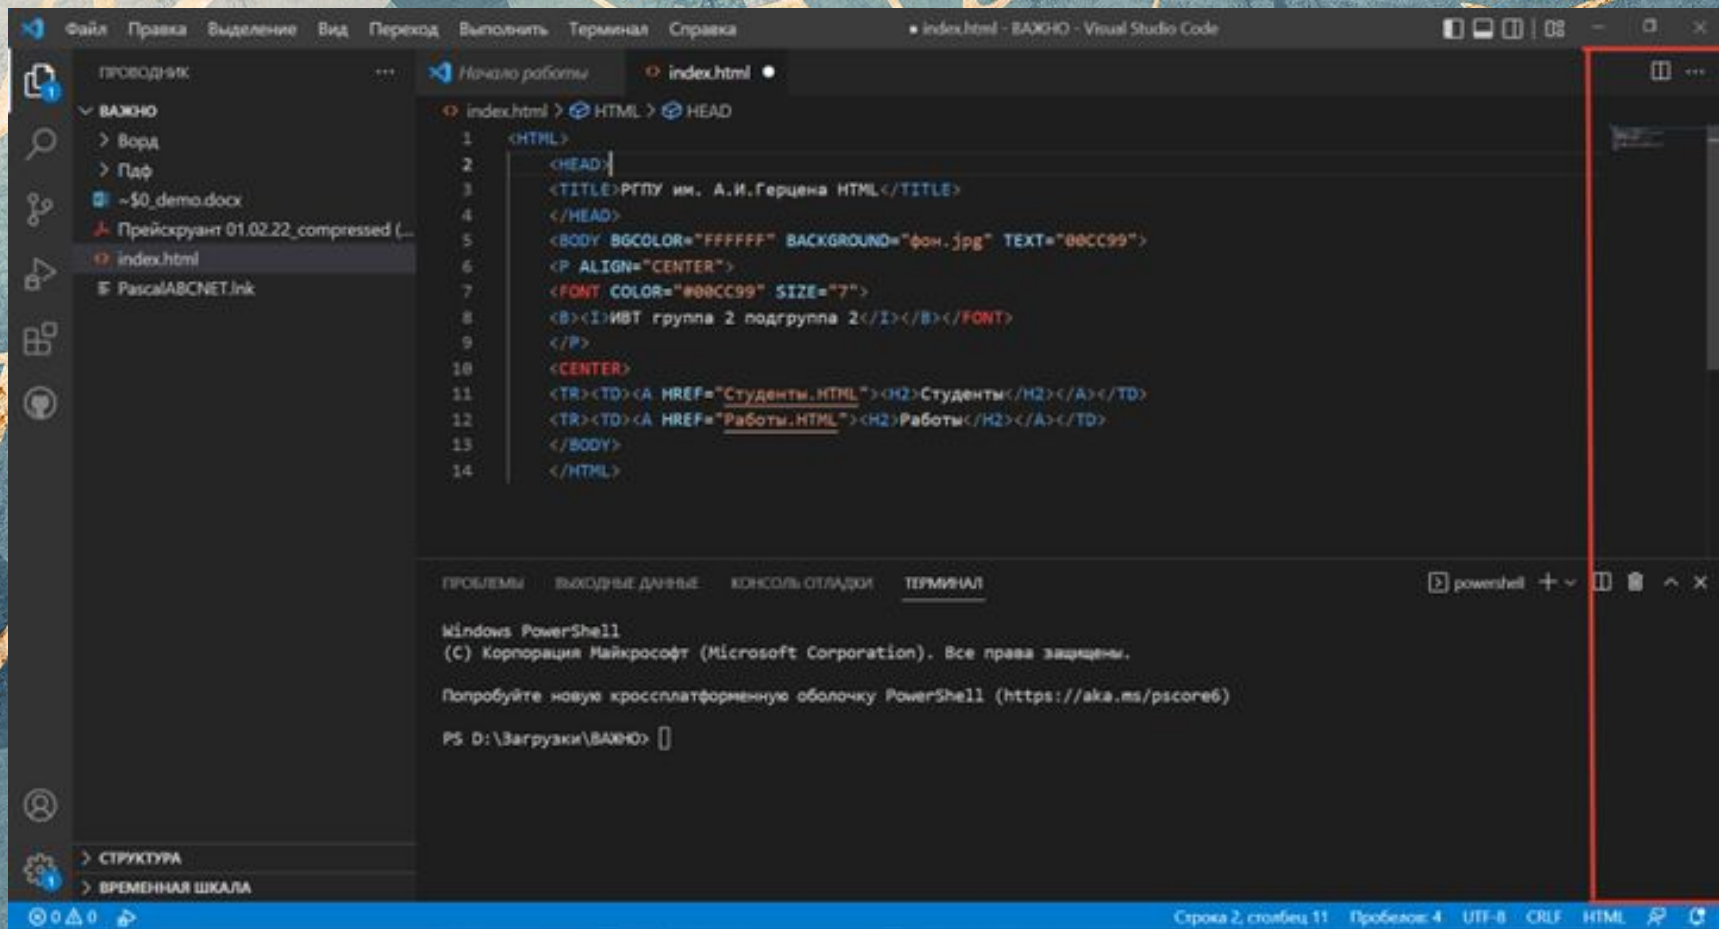 Файл Правка Выделение Вид Переход Выполнить Терминал Справка
● index.html - ВАЖНО - Visual Studio Code
ПРОВОДНИК
ВАЖНО
Ворд
Пдф
~$0_demo.docx
Прейскруант 01.02.22_compressed (...
index.html
PascalABCNET.lnk
СТРУКТУРА
ВРЕМЕННАЯ ШКАЛА
Начало работы index.html ●
index.html > HTML > HEAD
1 <HTML>
2 <HEAD>
3 <TITLE>РГПУ им. А.И.Герцена HTML</TITLE>
4 </HEAD>
5 <BODY BGCOLOR="FFFFFF" BACKGROUND="фон.jpg" TEXT="00CC99">
6 <P ALIGN="CENTER">
7 <FONT COLOR="#00CC99" SIZE="7">
8 <B><I>ИВТ группа 2 подгруппа 2</I></B></FONT>
9 </P>
10 <CENTER>
11 <TR><TD><A HREF="Студенты.HTML"><H2>Студенты</H2></A></TD>
12 <TR><TD><A HREF="Работы.HTML"><H2>Работы</H2></A></TD>
13 </BODY>
14 </HTML>
ПРОБЛЕМЫ ВЫХОДНЫЕ ДАННЫЕ КОНСОЛЬ ОТЛАДКИ ТЕРМИНАЛ
powershell
Windows PowerShell
(C) Корпорация Майкрософт (Microsoft Corporation). Все права защищены.
Попробуйте новую кроссплатформенную оболочку PowerShell (https://aka.ms/pscore6)
PS D:\Загрузки\ВАЖНО>
0 0
Строка 2, столбец 11 Пробелов: 4 UTF-8 CRLF HTML